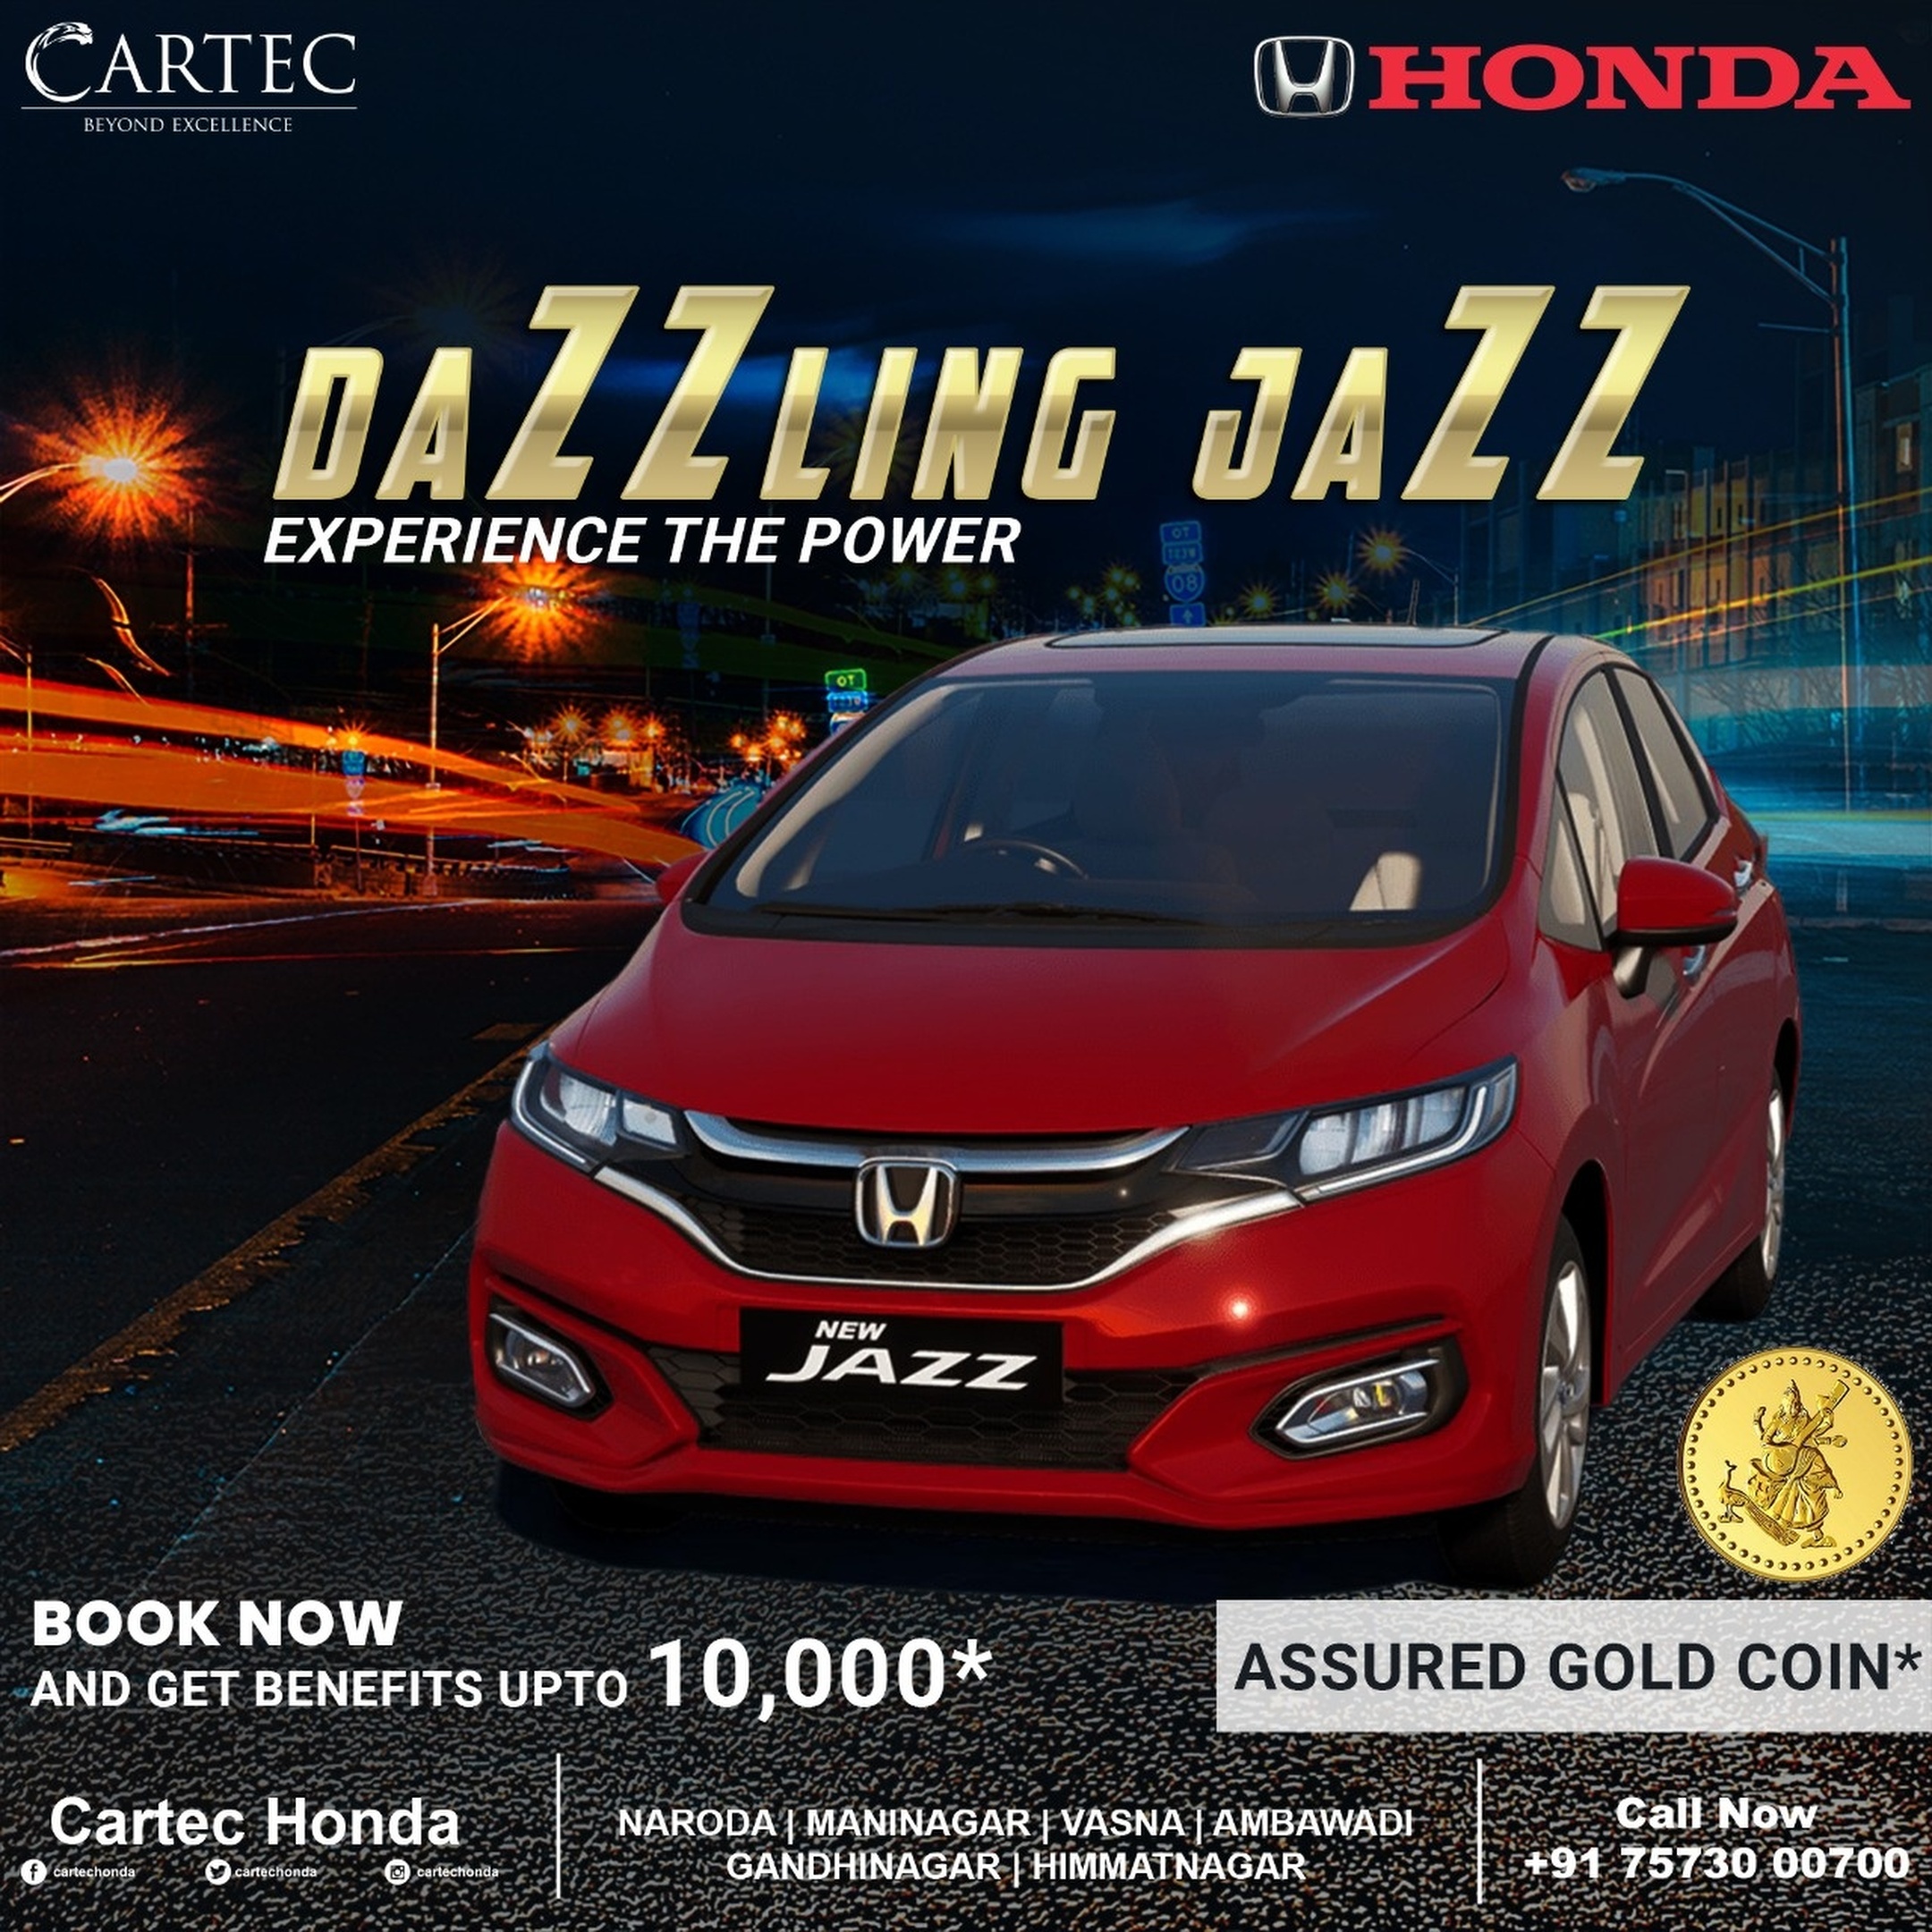 CARTEC
BEYOND EXCELLENCE
HONDA
DAZZLING JAZZ
EXPERIENCE THE POWER
NEW
JAZZ
BOOK NOW
AND GET BENEFITS UPTO 10,000*
ASSURED GOLD COIN*
Cartec Honda
cartechonda cartechonda cartechonda
NARODA | MANINAGAR | VASNA | AMBAWADI
GANDHINAGAR | HIMMATNAGAR
Call Now
+91 75730 00700